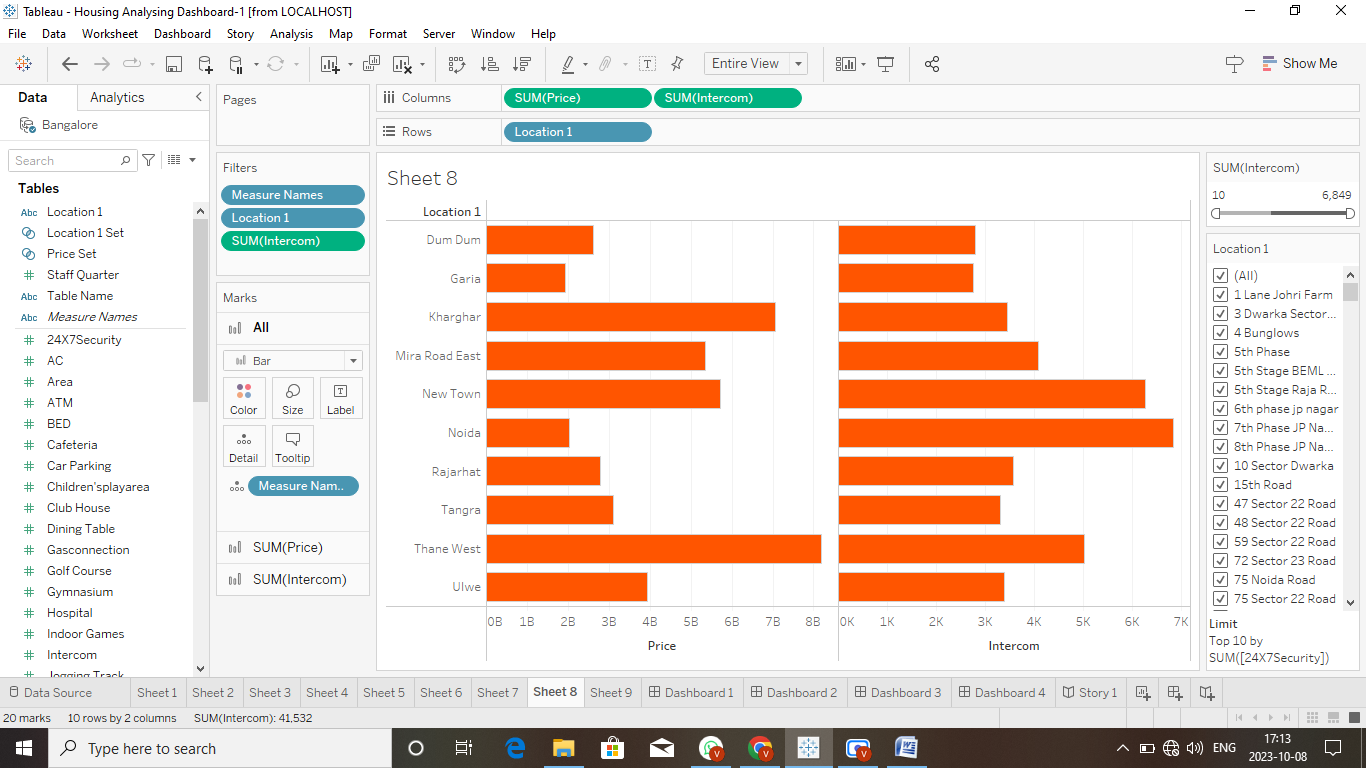 Tableau - Housing Analysing Dashboard-1 [from LOCALHOST]
File Data Worksheet Dashboard Story Analysis Map Format Server Window Help
Entire View
Show Me
Data Analytics
Bangalore
Search
Tables
Abc Location 1
Location 1 Set
Price Set
Staff Quarter
Abc Table Name
Abc Measure Names
24X7Security
AC
Area
ATM
BED
Cafeteria
Car Parking
Children'splayarea
Club House
Dining Table
Gasconnection
Golf Course
Gymnasium
Hospital
Indoor Games
Intercom
Jogging Track
Pages
Filters
Measure Names
Location 1
SUM(Intercom)
Marks
All
Bar
Color Size Label
Detail Tooltip
Measure Nam..
SUM(Price)
SUM(Intercom)
Columns SUM(Price) SUM(Intercom)
Rows Location 1
Sheet 8
Location 1
Dum Dum
Garia
Kharghar
Mira Road East
New Town
Noida
Rajarhat
Tangra
Thane West
Ulwe
0B 1B 2B 3B 4B 5B 6B 7B 8B 0K 1K 2K 3K 4K 5K 6K 7K
Price Intercom
SUM(Intercom)
10 6,849
Location 1
(All)
1 Lane Johri Farm
3 Dwarka Sector...
4 Bunglows
5th Phase
5th Stage BEML ...
5th Stage Raja R...
6th phase jp nagar
7th Phase JP Na...
8th Phase JP Na...
10 Sector Dwarka
15th Road
47 Sector 22 Road
48 Sector 22 Road
59 Sector 22 Road
72 Sector 23 Road
75 Noida Road
75 Sector 22 Road
Limit
Top 10 by
SUM([24X7Security])
Data Source Sheet 1 Sheet 2 Sheet 3 Sheet 4 Sheet 5 Sheet 6 Sheet 7 Sheet 8 Sheet 9 Dashboard 1 Dashboard 2 Dashboard 3 Dashboard 4 Story 1
20 marks 10 rows by 2 columns SUM(Intercom): 41,532
Type here to search
ENG
17:13
2023-10-08